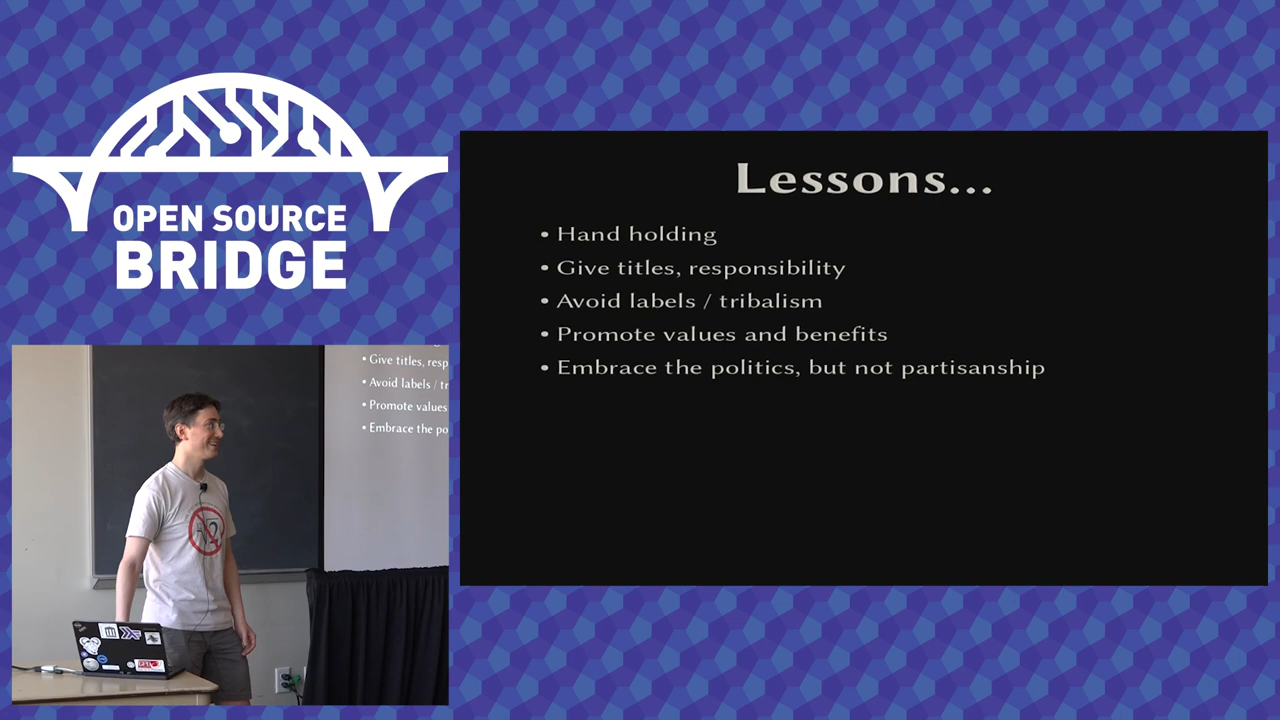 OPEN SOURCE
BRIDGE
Lessons...
• Hand holding
• Give titles, responsibility
• Avoid labels / tribalism
• Promote values and benefits
• Embrace the politics, but not partisanship
• Give titles, resp
• Avoid labels / tr
• Promote values
• Embrace the po